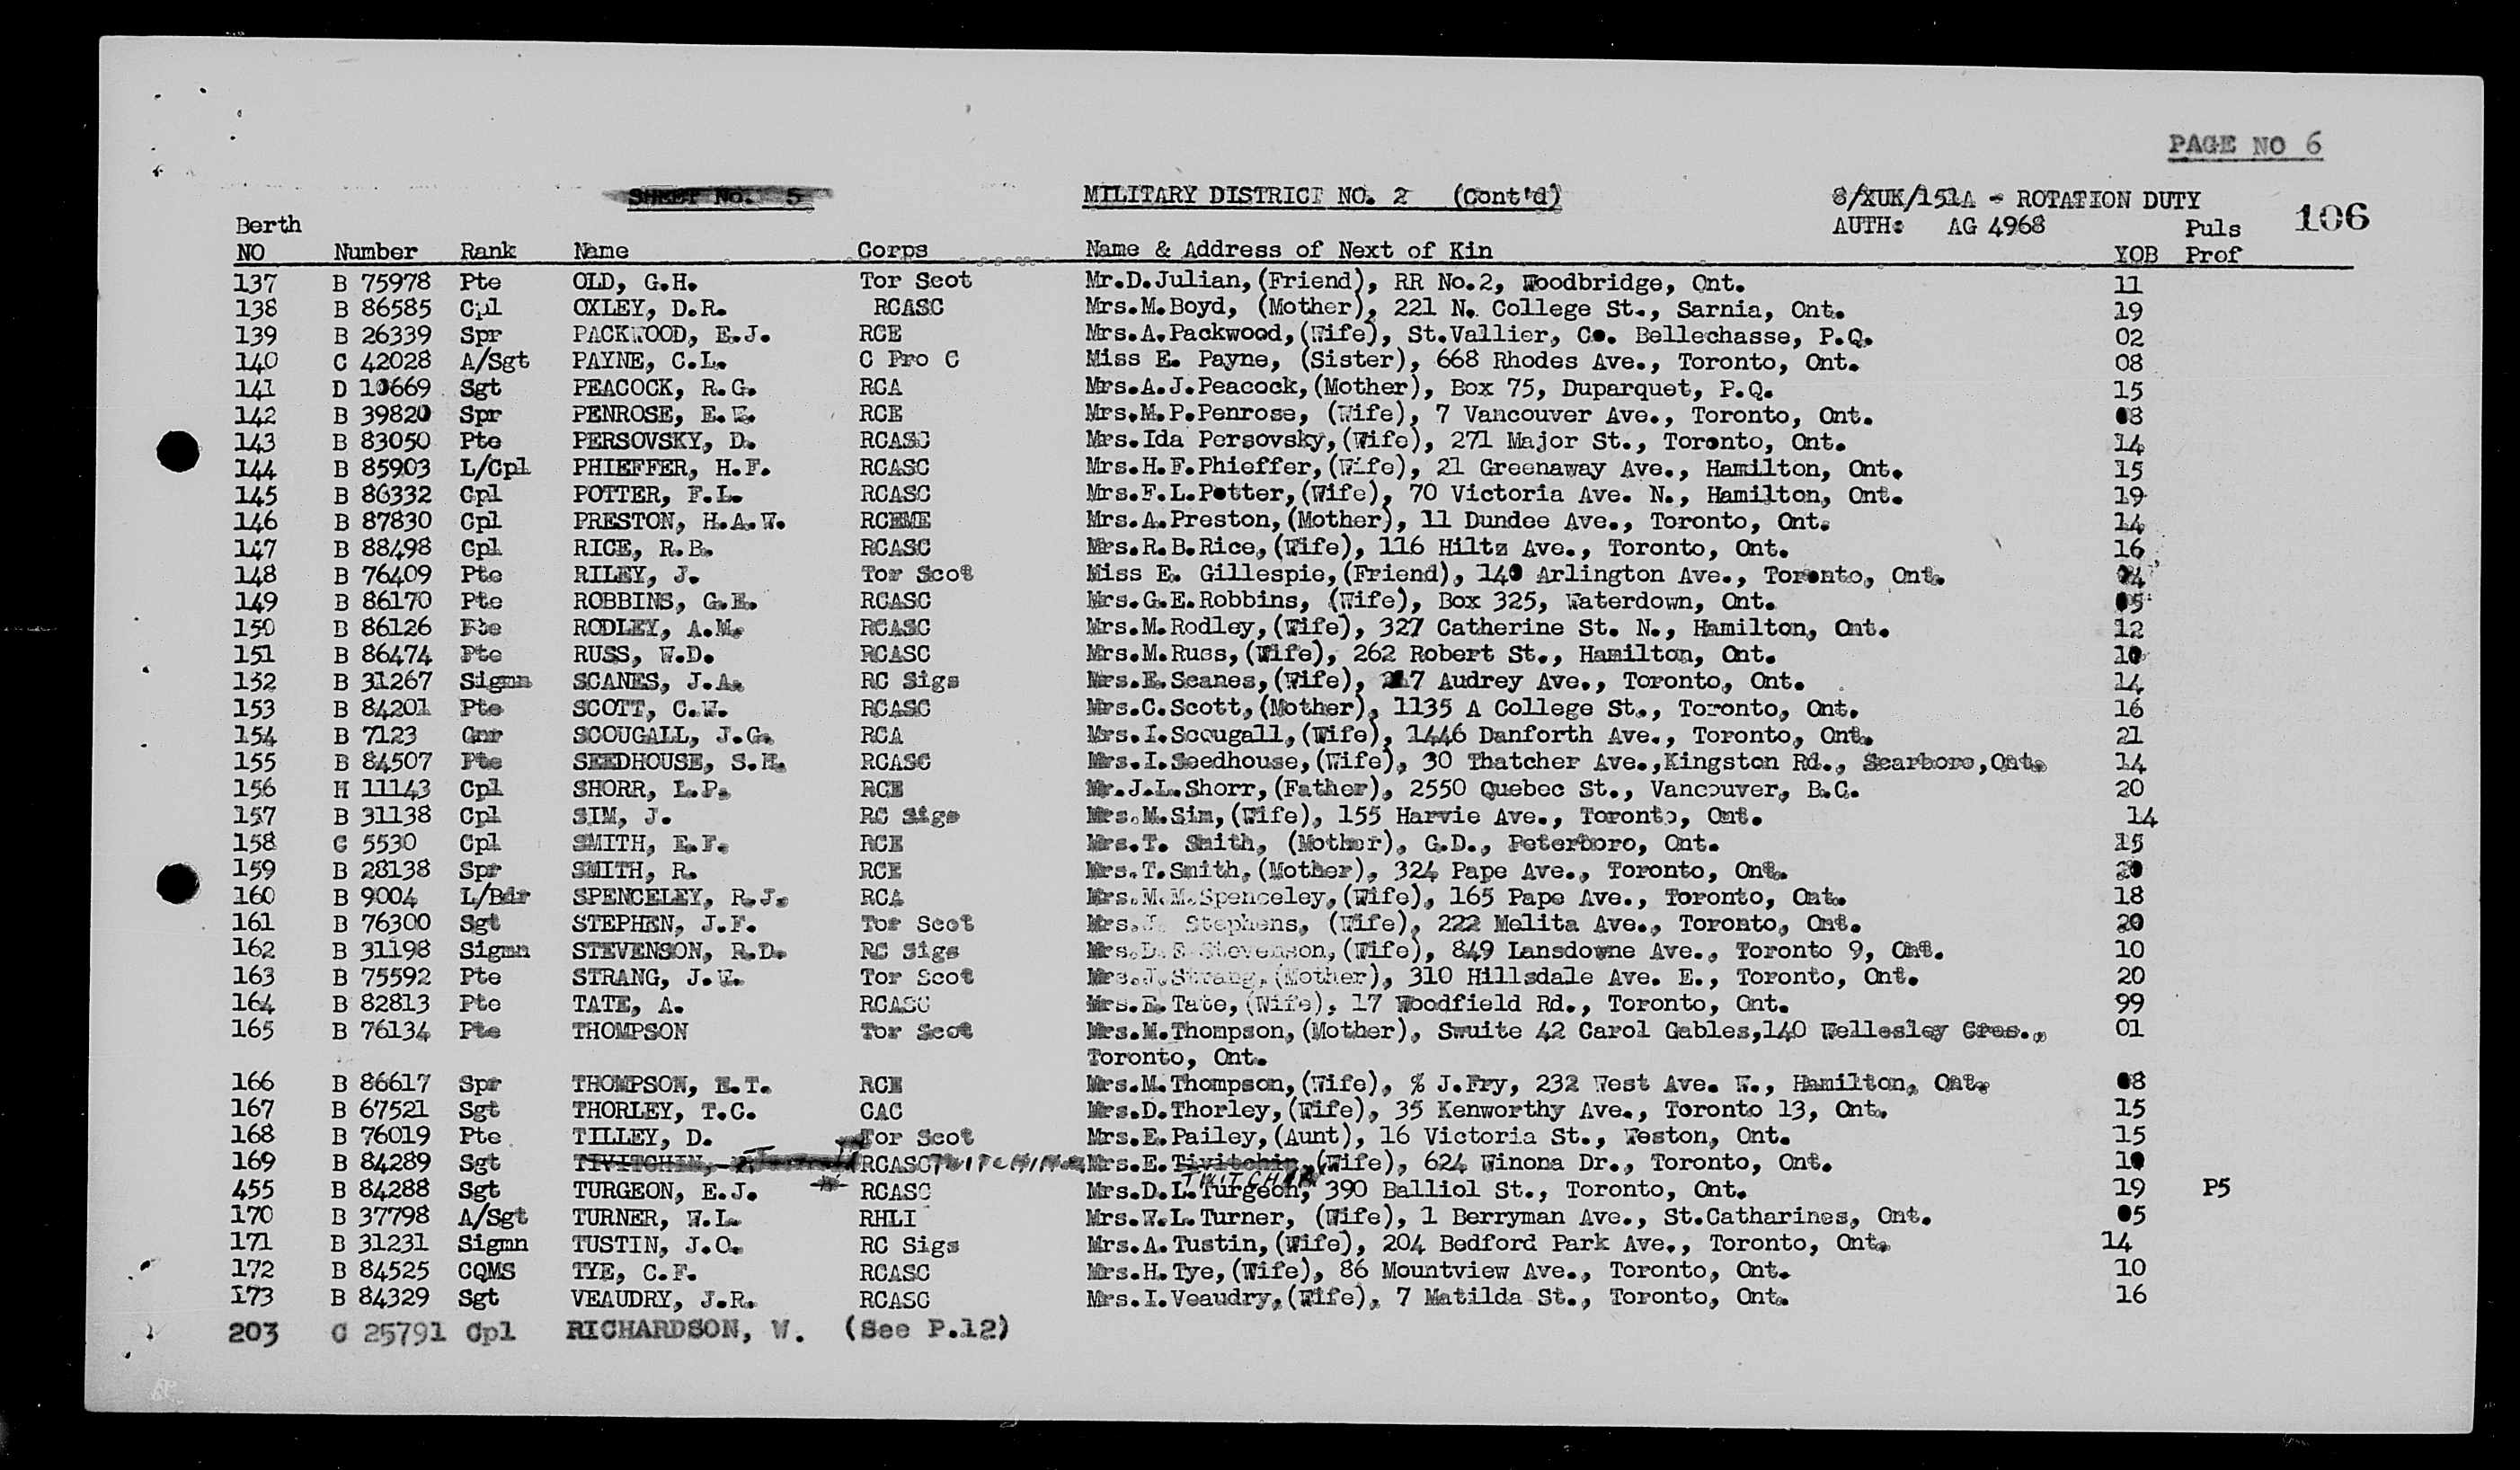 PAGE NO 6
SHEET No. 5 MILITARY DISTRICT NO. 2 (Cont'd) S/XUK/151A - ROTATION DUTY
AUTH: AG 4968 106
Berth Puls
NO Number Rank Name Corps Name & Address of Next of Kin YOB Prof
137 B 75978 Pte OLD, G.H. Tor Scot Mr.D.Julian,(Friend), RR No.2, Woodbridge, Ont. 11
138 B 86585 Cpl OXLEY, D.R. RCASC Mrs.M.Boyd, (Mother), 221 N. College St., Sarnia, Ont. 19
139 B 26339 Spr PACKWOOD, E.J. RCE Mrs.A.Packwood,(Wife), St.Vallier, Co. Bellechasse, P.Q. 02
140 C 42028 A/Sgt PAYNE, C.L. C Pro C Miss E. Payne, (Sister), 668 Rhodes Ave., Toronto, Ont. 08
141 D 10669 Sgt PEACOCK, R.G. RCA Mrs.A.J.Peacock,(Mother), Box 75, Duparquet, P.Q. 15
142 B 39820 Spr PENROSE, E.W. RCE Mrs.M.P.Penrose, (Wife), 7 Vancouver Ave., Toronto, Ont. 08
143 B 83050 Pte PERSOVSKY, D. RCASC Mrs.Ida Persovsky,(Wife), 271 Major St., Toronto, Ont. 14
144 B 85903 L/Cpl PHIEFFER, H.F. RCASC Mrs.H.F.Phieffer,(Wife), 21 Greenaway Ave., Hamilton, Ont. 15
145 B 86332 Cpl POTTER, F.L. RCASC Mrs.F.L.Potter,(Wife), 70 Victoria Ave. N., Hamilton, Ont. 19
146 B 87830 Cpl PRESTON, H.A.W. RCEME Mrs.A.Preston,(Mother), 11 Dundee Ave., Toronto, Ont. 14
147 B 88498 Cpl RICE, R.B. RCASC Mrs.R.B.Rice,(Wife), 116 Hiltz Ave., Toronto, Ont. 16
148 B 76409 Pte RILEY, J. Tor Scot Miss E. Gillespie,(Friend), 140 Arlington Ave., Toronto, Ont.
149 B 86170 Pte ROBBINS, G.E. RCASC Mrs.G.E.Robbins, (Wife), Box 325, Waterdown, Ont. 05
150 B 86126 Pte RODLEY, A.M. RCASC Mrs.M.Rodley,(Wife), 327 Catherine St. N., Hamilton, Ont. 12
151 B 86474 Pte RUSS, W.D. RCASC Mrs.M.Russ,(Wife), 262 Robert St., Hamilton, Ont. 10
152 B 31267 Sigmn SCANES, J.A. RC Sigs Mrs.E.Scanes,(Wife), Audrey Ave., Toronto, Ont. 14
153 B 84201 Pte SCOTT, C.W. RCASC Mrs.C.Scott,(Mother), 1135 A College St., Toronto, Ont. 16
154 B 7123 Gnr SCOUGALL, J.G. RCA Mrs.I.Scougall,(Wife), 1446 Danforth Ave., Toronto, Ont. 21
155 B 84507 Pte SEEDHOUSE, S.H. RCASC Mrs.I.Seedhouse,(Wife), 30 Thatcher Ave.,Kingston Rd., Scarboro,Ont. 14
156 H 11143 Cpl SHORR, L.P. RCE Mr.J.L.Shorr,(Father), 2550 Quebec St., Vancouver, B.C. 20
157 B 31138 Cpl SIM, J. RC Sigs Mrs.M.Sim,(Wife), 155 Harvie Ave., Toronto, Ont. 14
158 C 5530 Cpl SMITH, E.F. RCE Mrs.T. Smith, (Mother), G.D., Peterboro, Ont. 15
159 B 28138 Spr SMITH, R. RCE Mrs.T.Smith,(Mother), 324 Pape Ave., Toronto, Ont. 20
160 B 9004 L/Bdr SPENCELEY, R.J. RCA Mrs.M.M.Spenceley,(Wife), 165 Pape Ave., Toronto, Ont. 18
161 B 76300 Sgt STEPHEN, J.F. Tor Scot Mrs.J. Stephens, (Wife), 222 Melita Ave., Toronto, Ont. 20
162 B 31198 Sigmn STEVENSON, R.D. RC Sigs Mrs.D.E.Stevenson,(Wife), 849 Lansdowne Ave., Toronto 9, Ont. 10
163 B 75592 Pte STRANG, J.W. Tor Scot Mrs.J.Strang,(Mother), 310 Hillsdale Ave. E., Toronto, Ont. 20
164 B 82813 Pte TATE, A. RCASC Mrs.E.Tate,(Wife), 17 Woodfield Rd., Toronto, Ont. 99
165 B 76134 Pte THOMPSON Tor Scot Mrs.M.Thompson,(Mother), Swuite 42 Carol Gables,140 Wellesley Cres., 01
Toronto, Ont.
166 B 86617 Spr THOMPSON, E.T. RCE Mrs.M.Thompson,(Wife), % J.Fry, 232 West Ave. W., Hamilton, Ont. 08
167 B 67521 Sgt THORLEY, T.C. CAC Mrs.D.Thorley,(Wife), 35 Kenworthy Ave., Toronto 13, Ont. 15
168 B 76019 Pte TILLEY, D. Tor Scot Mrs.E.Pailey,(Aunt), 16 Victoria St., Weston, Ont. 15
169 B 84289 Sgt TIVITCHIN, RCASC TWITCHIN Mrs.E.Tivitchin,(Wife), 624 Winona Dr., Toronto, Ont. 10
TWITCHIN
455 B 84288 Sgt TURGEON, E.J. RCASC Mrs.D.L.Turgeon, 390 Balliol St., Toronto, Ont. 19 P5
170 B 37798 A/Sgt TURNER, W.L. RHLI Mrs.W.L.Turner, (Wife), 1 Berryman Ave., St.Catharines, Ont. 05
171 B 31231 Sigmn TUSTIN, J.O. RC Sigs Mrs.A.Tustin,(Wife), 204 Bedford Park Ave., Toronto, Ont. 14
172 B 84525 CQMS TYE, C.F. RCASC Mrs.H.Tye,(Wife), 86 Mountview Ave., Toronto, Ont. 10
173 B 84329 Sgt VEAUDRY, J.R. RCASC Mrs.I.Veaudry,(Wife), 7 Matilda St., Toronto, Ont. 16
203 C 25791 Cpl RICHARDSON, W. (See P.12)